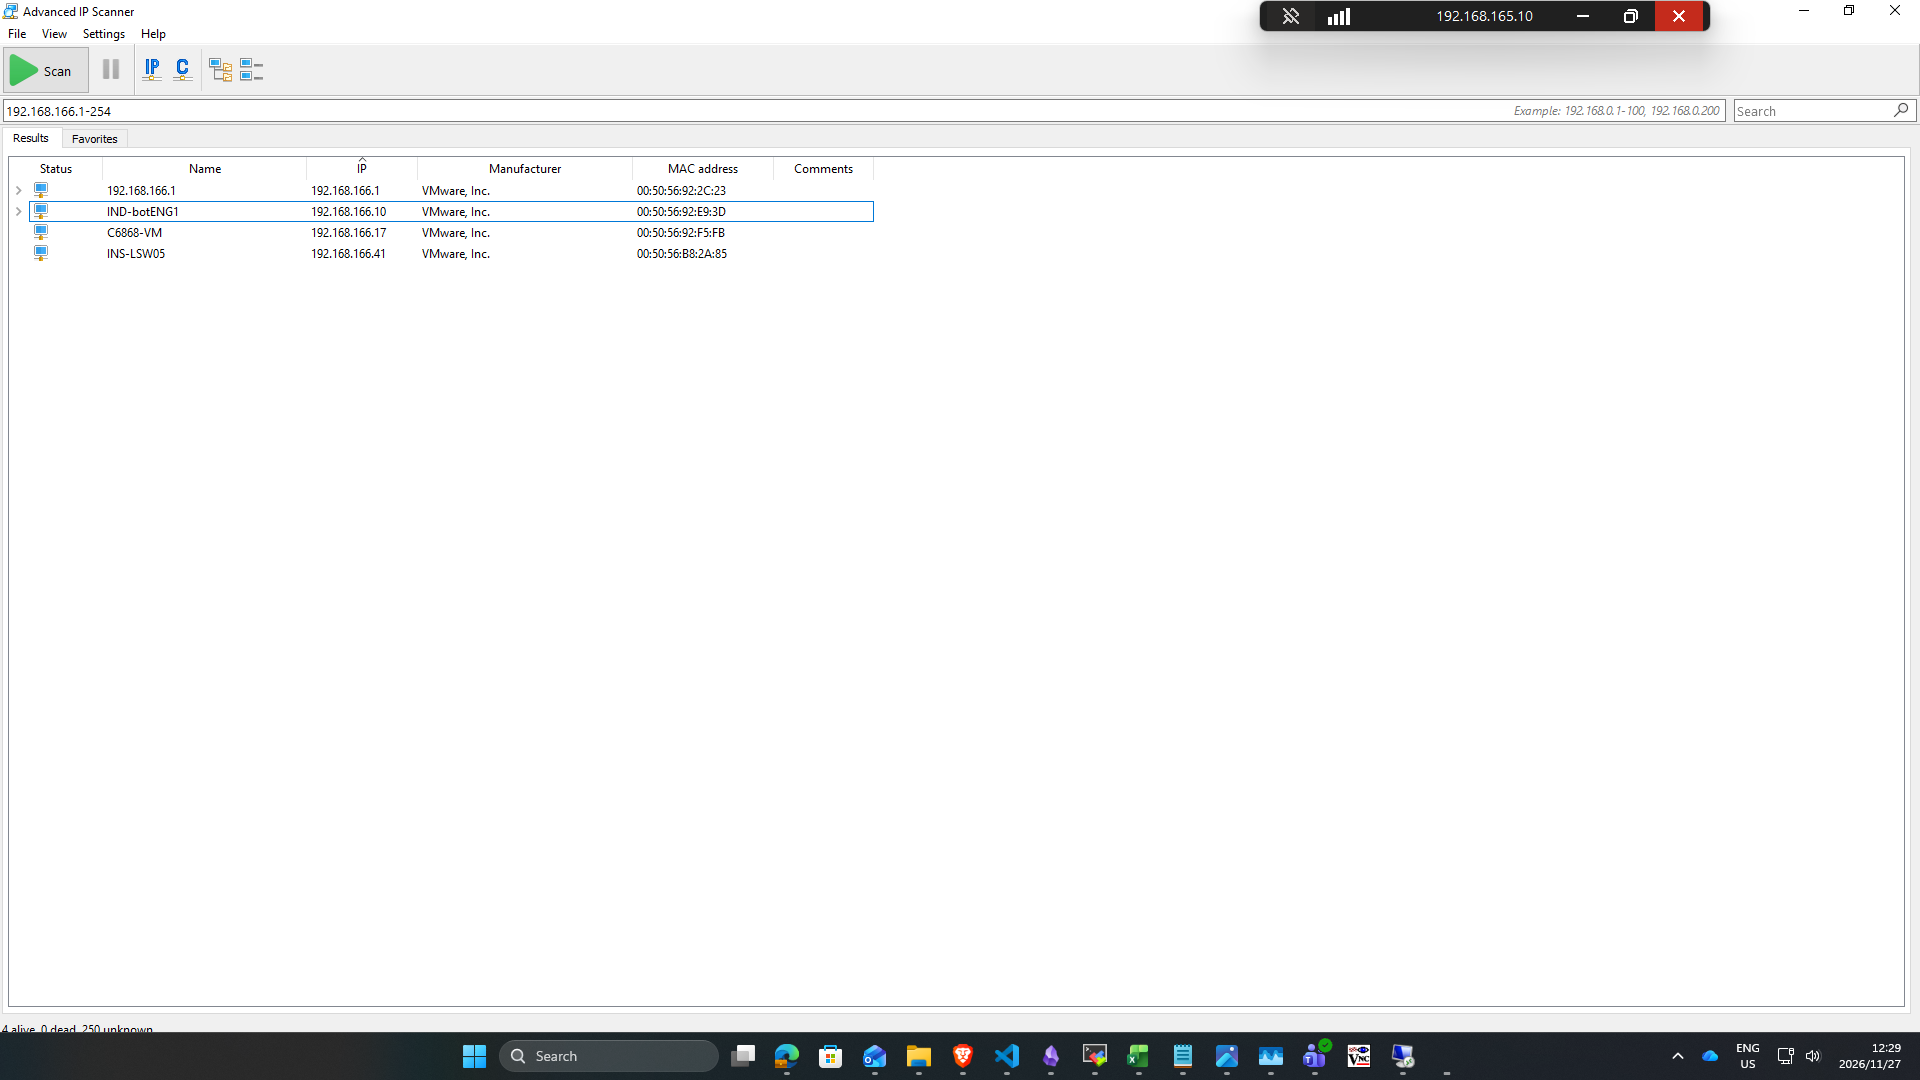 Advanced IP Scanner
192.168.165.10
File View Settings Help
Scan IP C
192.168.166.1-254 Example: 192.168.0.1-100, 192.168.0.200 Search
Results Favorites
Status Name IP Manufacturer MAC address Comments
192.168.166.1 192.168.166.1 VMware, Inc. 00:50:56:92:2C:23
IND-botENG1 192.168.166.10 VMware, Inc. 00:50:56:92:E9:3D
C6868-VM 192.168.166.17 VMware, Inc. 00:50:56:92:F5:FB
INS-LSW05 192.168.166.41 VMware, Inc. 00:50:56:B8:2A:85
4 alive, 0 dead, 250 unknown
Search
VNC
ENG
US
12:29
2026/11/27